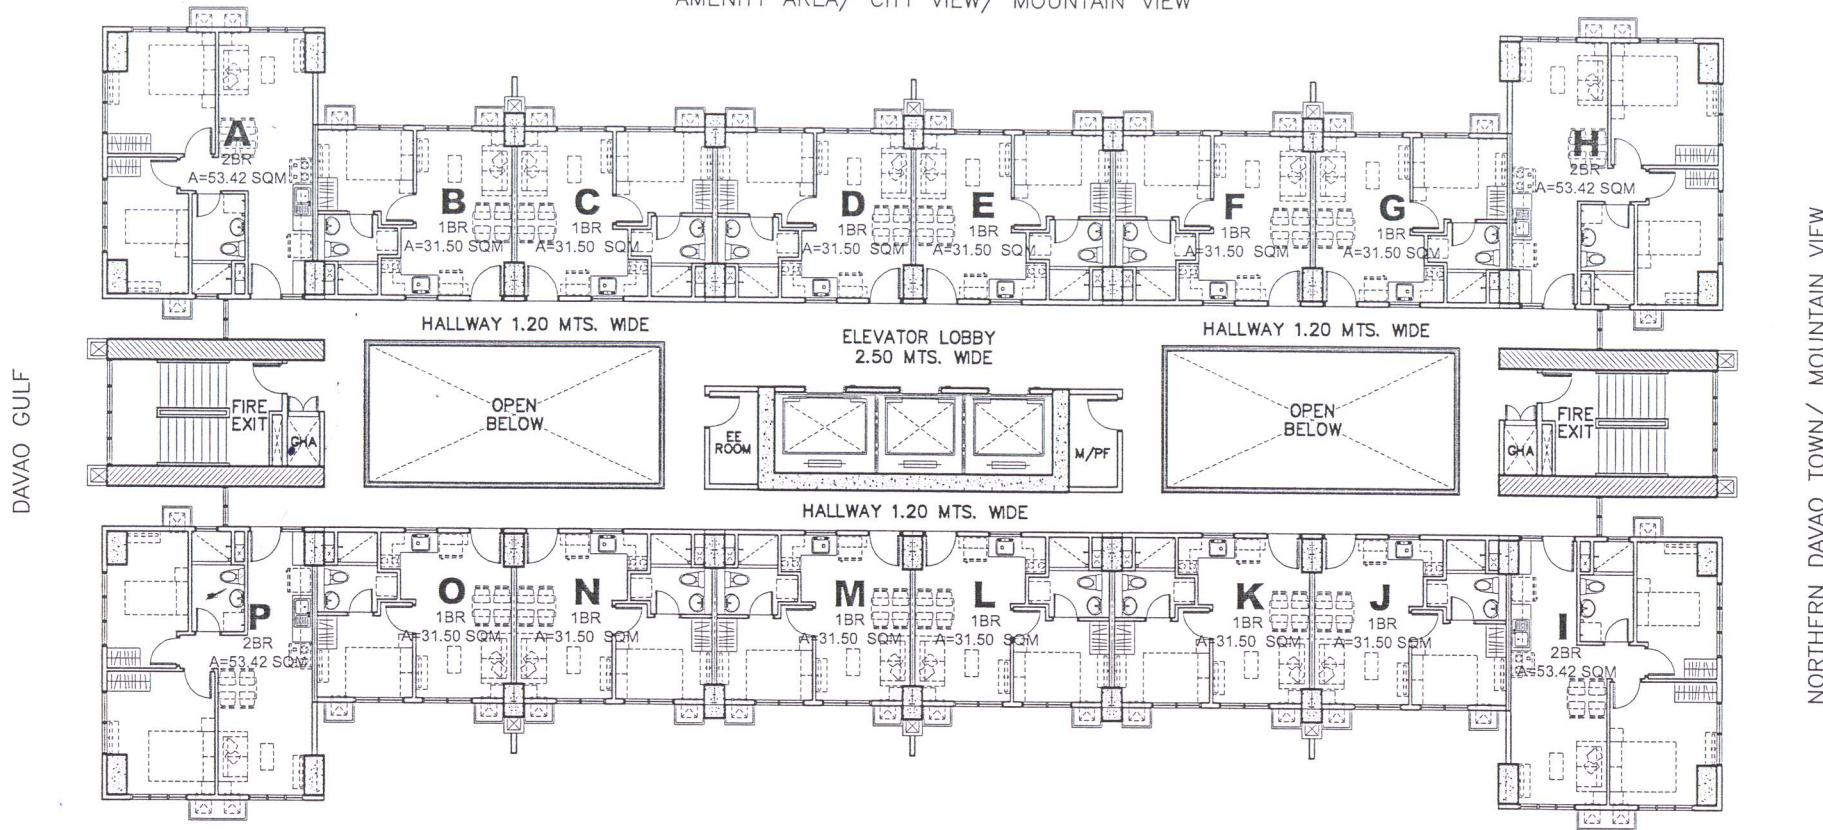 AMENITY AREA/ CITY VIEW/ MOUNTAIN VIEW
A
2BR
A=53.42 SQM
B
1BR
A=31.50 SQM
C
1BR
A=31.50 SQM
D
1BR
A=31.50 SQM
E
1BR
A=31.50 SQM
F
1BR
A=31.50 SQM
G
1BR
A=31.50 SQM
H
2BR
A=53.42 SQM
HALLWAY 1.20 MTS. WIDE
ELEVATOR LOBBY
2.50 MTS. WIDE
HALLWAY 1.20 MTS. WIDE
DAVAO GULF
FIRE
EXIT
GHA
OPEN
BELOW
EE
ROOM
M/PF
OPEN
BELOW
GHA
FIRE
EXIT
NORTHERN DAVAO TOWN/ MOUNTAIN VIEW
HALLWAY 1.20 MTS. WIDE
P
2BR
A=53.42 SQM
O
1BR
A=31.50 SQM
N
1BR
A=31.50 SQM
M
1BR
A=31.50 SQM
L
1BR
A=31.50 SQM
K
1BR
A=31.50 SQM
J
1BR
A=31.50 SQM
I
2BR
A=53.42 SQM